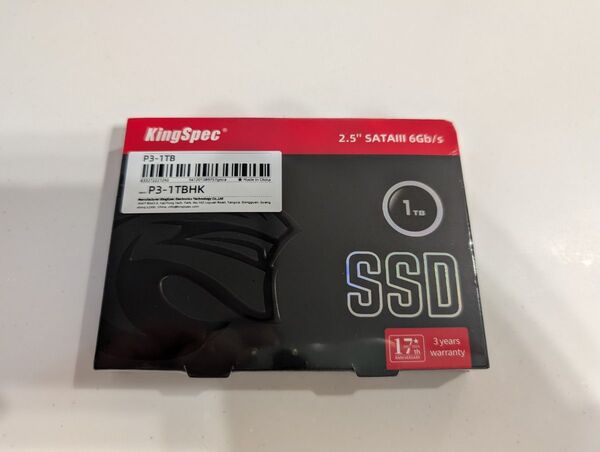 KingSpec®
2.5" SATAIII 6Gb/s
P3-1TB
Made in China
P3-1TBHK
1TB
SSD
17th
ANNIVERSARY
3 years
warranty